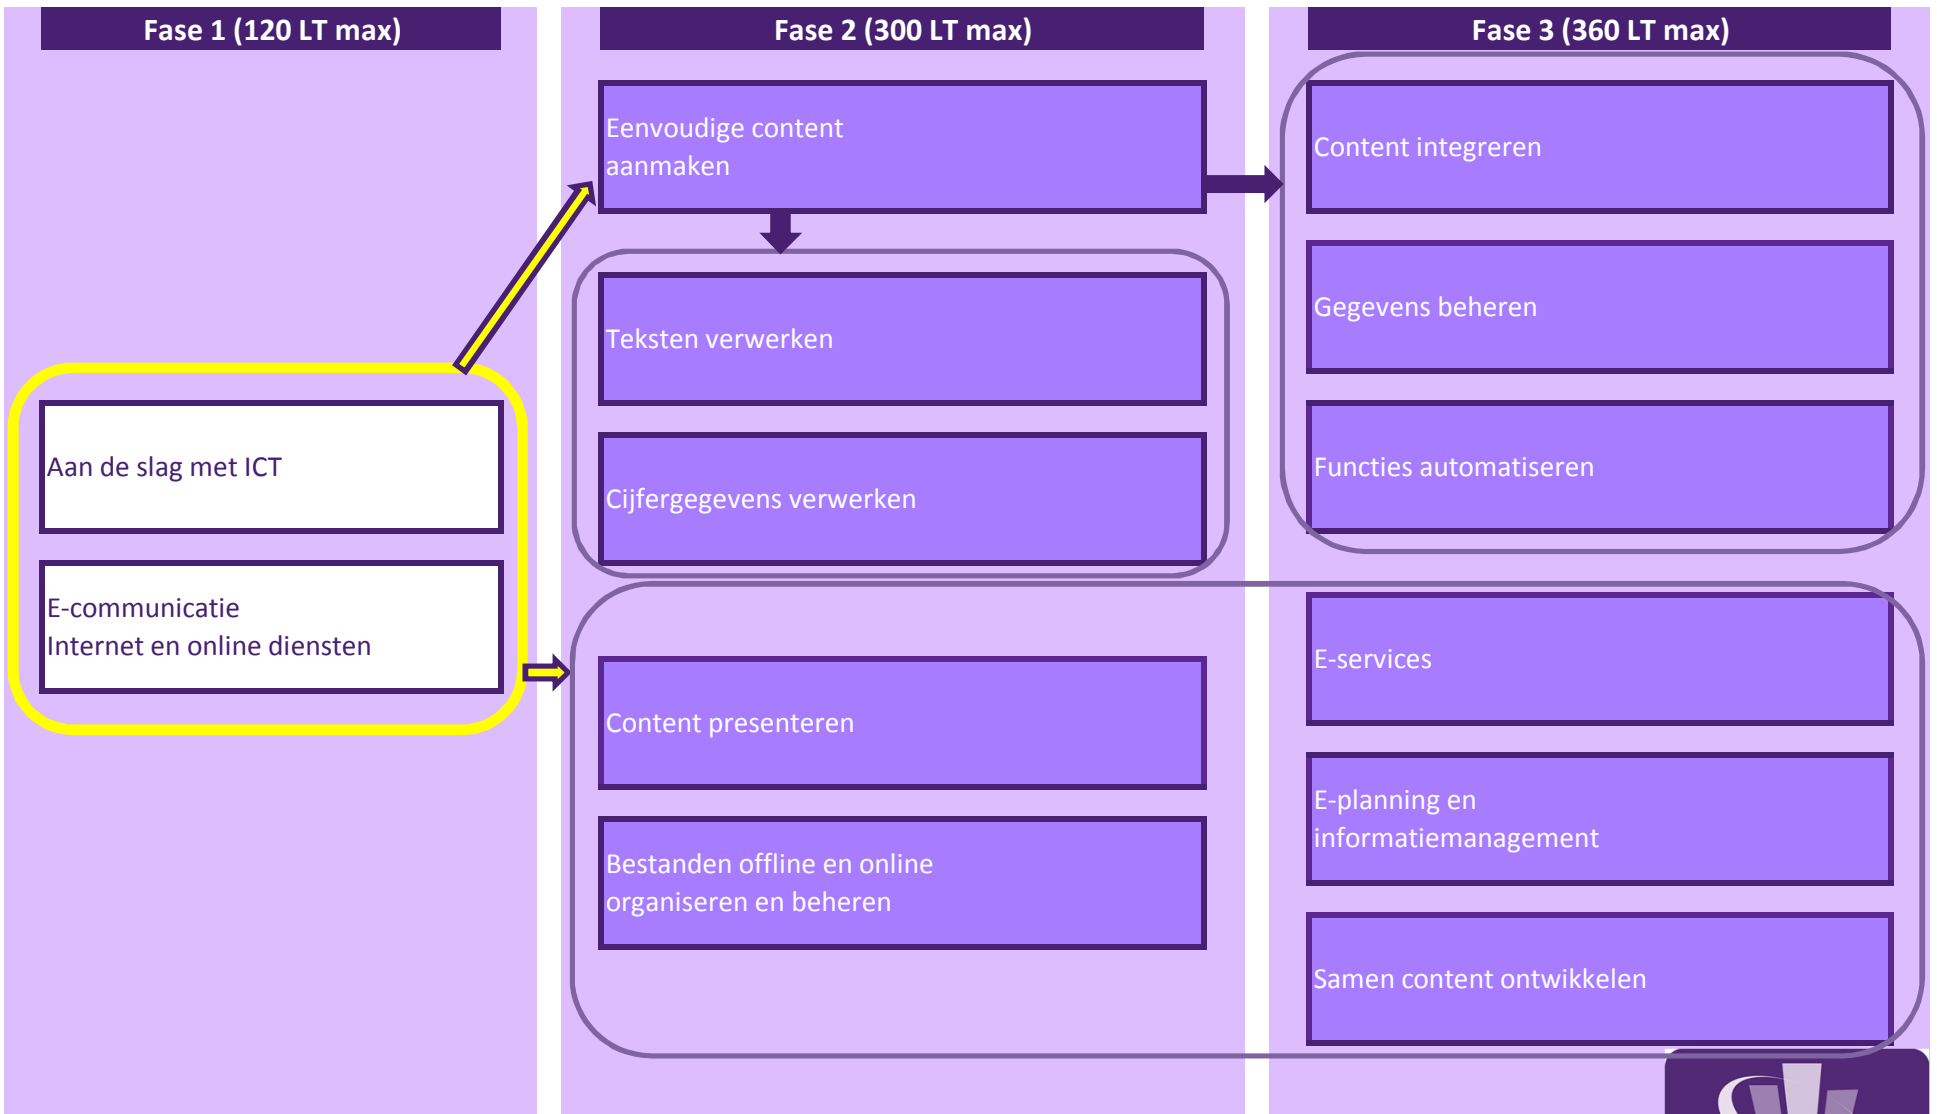 Fase 1 (120 LT max)
Aan de slag met ICT
E-communicatie
Internet en online diensten
Fase 2 (300 LT max)
Eenvoudige content
aanmaken
Teksten verwerken
Cijfergegevens verwerken
Content presenteren
Bestanden offline en online
organiseren en beheren
Fase 3 (360 LT max)
Content integreren
Gegevens beheren
Functies automatiseren
E-services
E-planning en
informatiemanagement
Samen content ontwikkelen